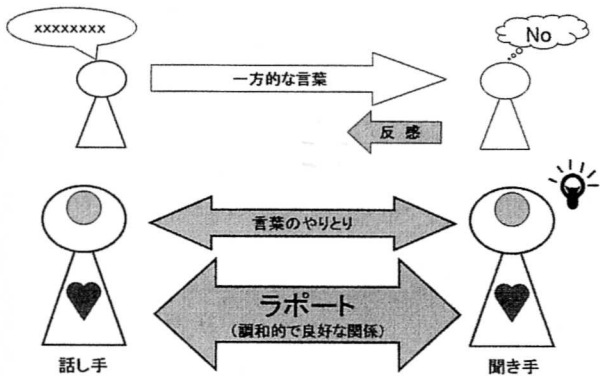 xxxxxxxx
No
一方的な言葉
反感
言葉のやりとり
ラポート
(調和的で良好な関係)
話し手
聞き手